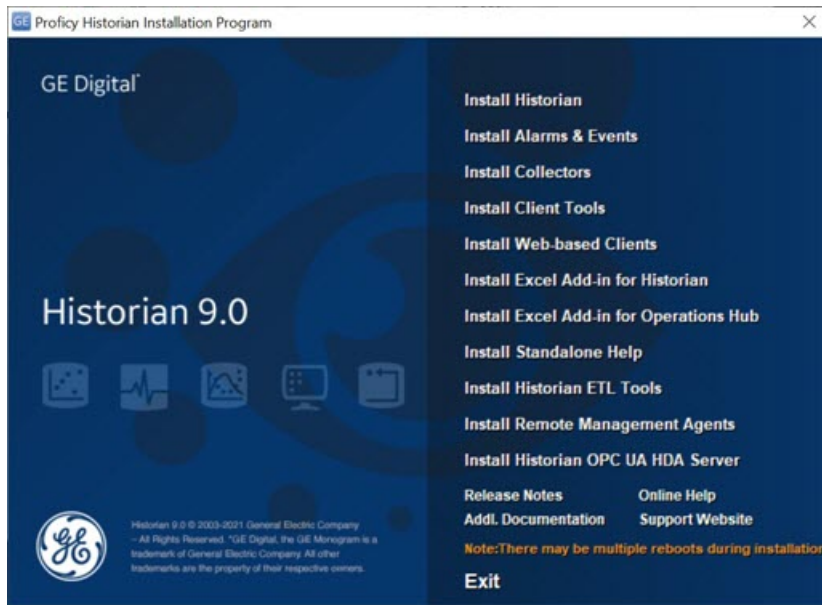 GE Proficy Historian Installation Program
GE Digital
Install Historian
Install Alarms & Events
Install Collectors
Install Client Tools
Install Web-based Clients
Install Excel Add-in for Historian
Historian 9.0
Install Excel Add-in for Operations Hub
Install Standalone Help
Install Historian ETL Tools
Install Remote Management Agents
Install Historian OPC UA HDA Server
Release Notes Online Help
Addl. Documentation Support Website
Historian 9.0 © 2003-2021 General Electric Company
– All Rights Reserved. *GE Digital, the GE Monogram is a
trademark of General Electric Company. All other
trademarks are the property of their respective owners.
Note:There may be multiple reboots during installation
Exit